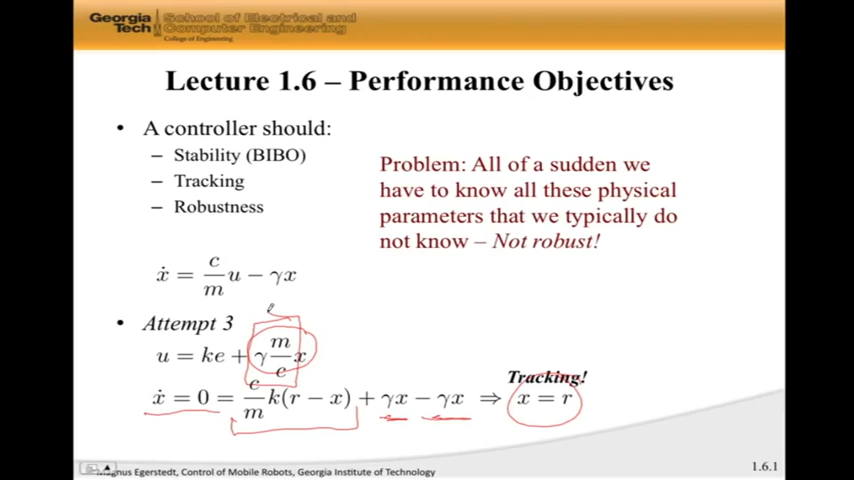 Georgia Tech
School of Electrical and Computer Engineering
College of Engineering
Lecture 1.6 – Performance Objectives
• A controller should:
– Stability (BIBO)
– Tracking
– Robustness
Problem: All of a sudden we
have to know all these physical
parameters that we typically do
not know – Not robust!
ẋ = c/m u − γx
• Attempt 3
u = ke + γ m/c x
Tracking!
ẋ = 0 = c/m k(r − x) + γx − γx ⇒ x = r
Magnus Egerstedt, Control of Mobile Robots, Georgia Institute of Technology
1.6.1